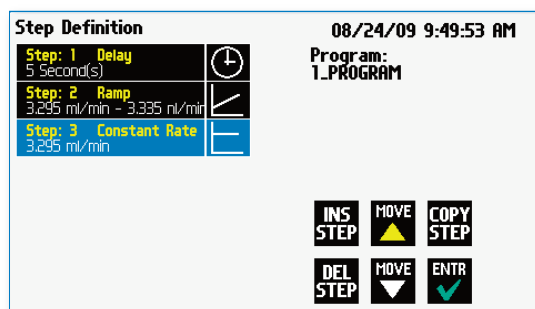 Step Definition
08/24/09 9:49:53 AM
Step: 1 Delay
5 Second(s)
Step: 2 Ramp
3.295 ml/min - 3.335 nl/min
Step: 3 Constant Rate
3.295 ml/min
Program:
1_PROGRAM
INS STEP
MOVE
COPY STEP
DEL STEP
MOVE
ENTR